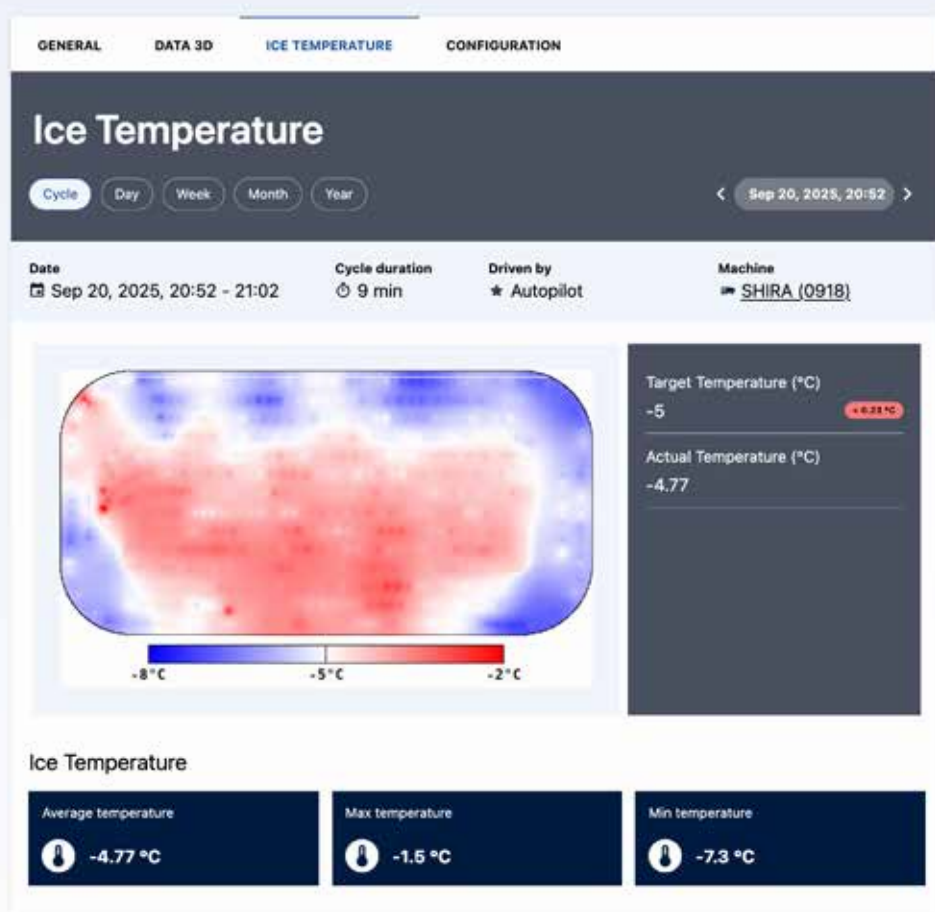 GENERAL DATA 3D ICE TEMPERATURE CONFIGURATION
Ice Temperature
Cycle Day Week Month Year Sep 20, 2025, 20:52
Date Cycle duration Driven by Machine
Sep 20, 2025, 20:52 - 21:02 9 min Autopilot SHIRA (0918)
Target Temperature (°C)
-5 + 0.23 °C
Actual Temperature (°C)
-4.77
-8°C -5°C -2°C
Ice Temperature
Average temperature Max temperature Min temperature
-4.77 °C -1.5 °C -7.3 °C